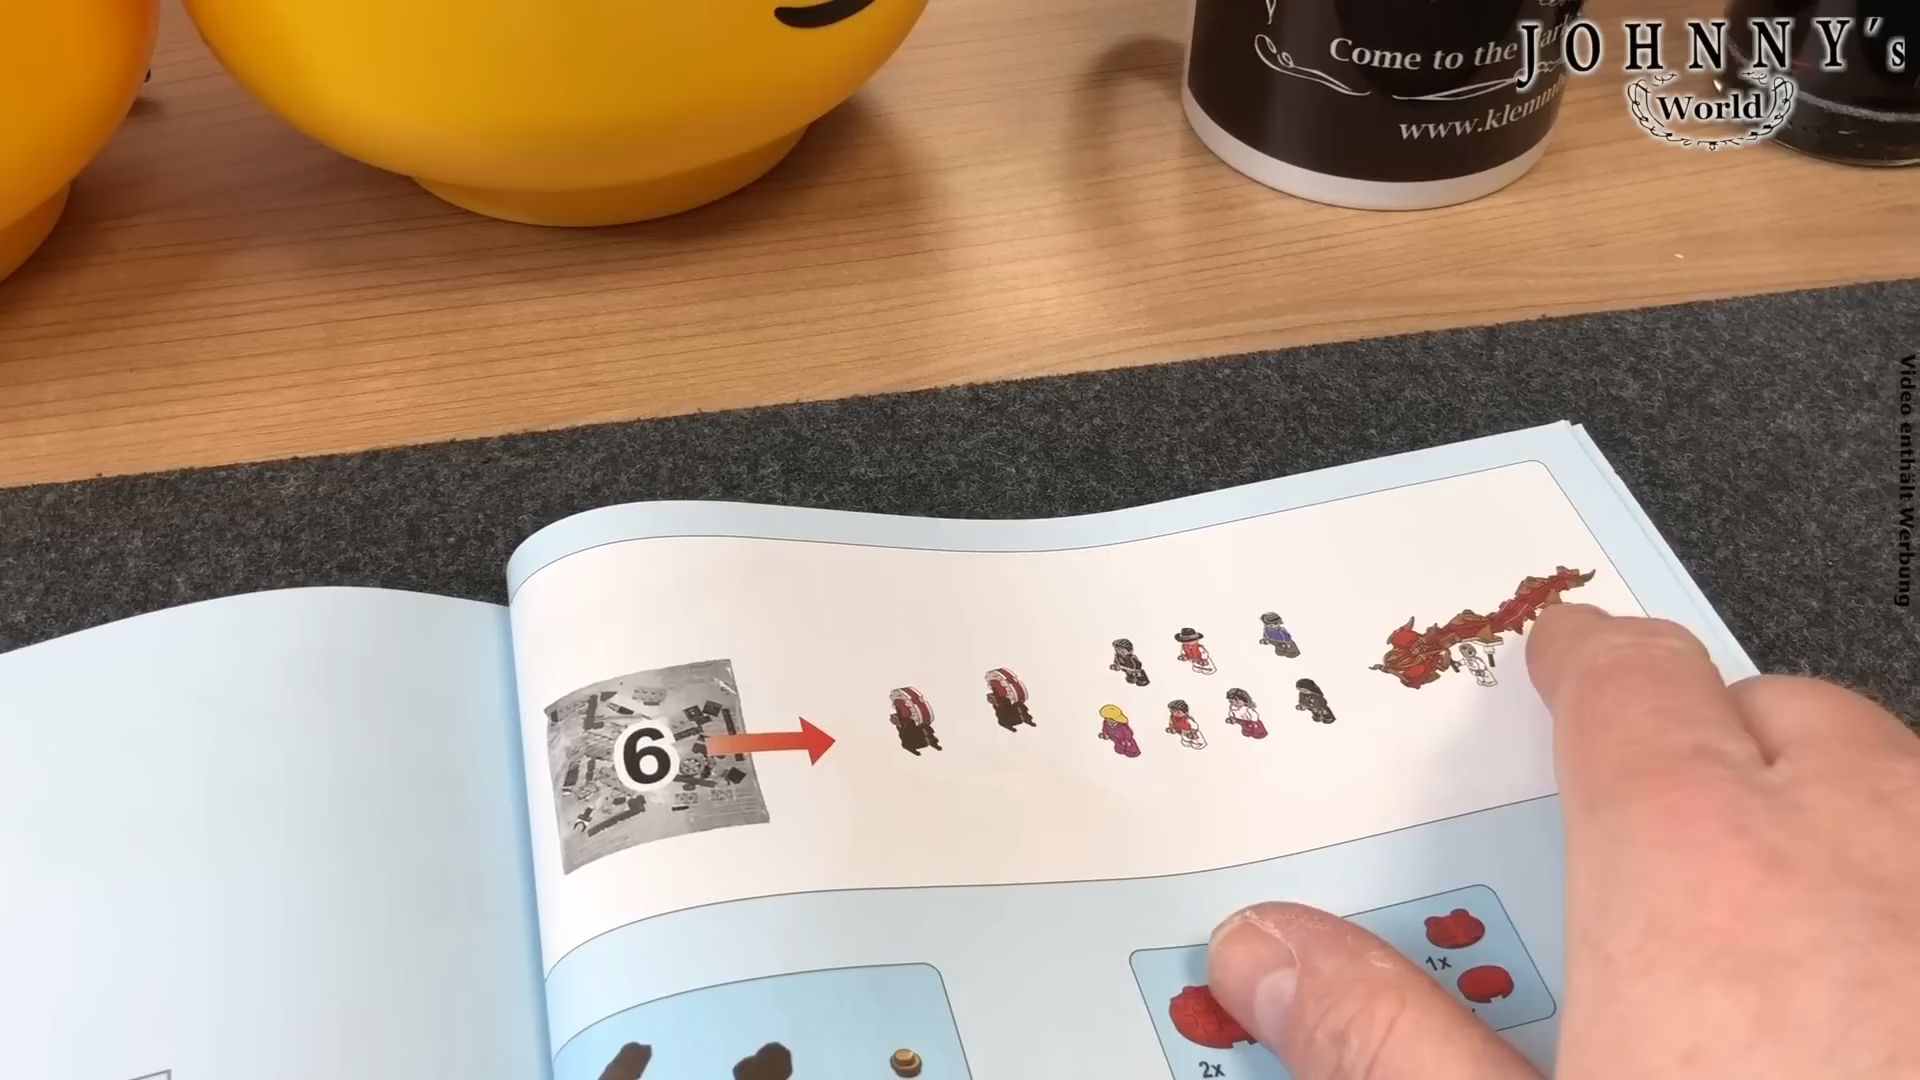 Come to the
www.klemm
JOHNNY's
World
Video enthält Werbung
6
1x
2x